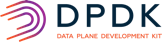 DPDK
DATA PLANE DEVELOPMENT KIT